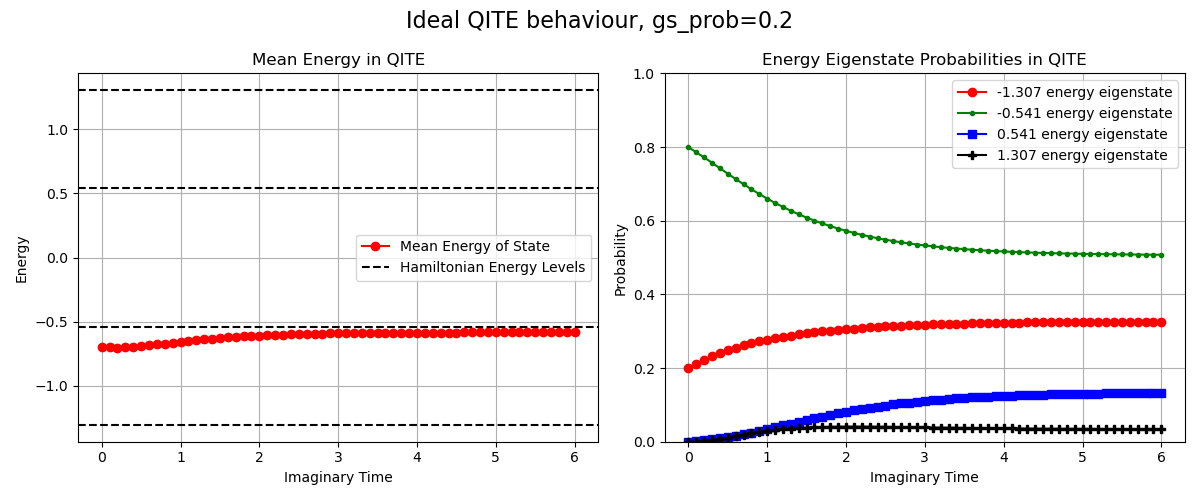 Ideal QITE behaviour, gs_prob=0.2
Mean Energy in QITE
Energy
1.0
0.5
0.0
−0.5
−1.0
Mean Energy of State
Hamiltonian Energy Levels
0 1 2 3 4 5 6
Imaginary Time
Energy Eigenstate Probabilities in QITE
Probability
1.0
0.8
0.6
0.4
0.2
0.0
-1.307 energy eigenstate
-0.541 energy eigenstate
0.541 energy eigenstate
1.307 energy eigenstate
0 1 2 3 4 5 6
Imaginary Time